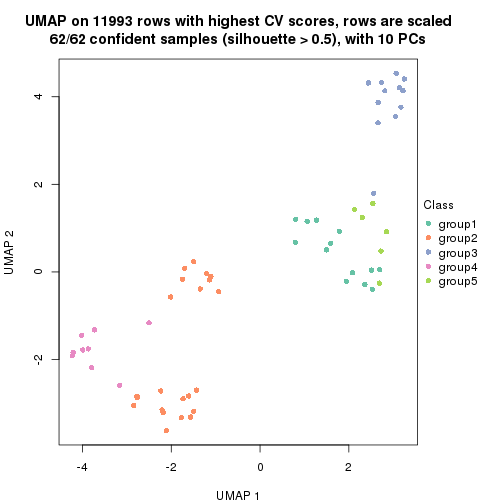 UMAP on 11993 rows with highest CV scores, rows are scaled
62/62 confident samples (silhouette > 0.5), with 10 PCs
4
2
0
-2
UMAP 2
-4
-2
0
2
UMAP 1
Class
group1
group2
group3
group4
group5